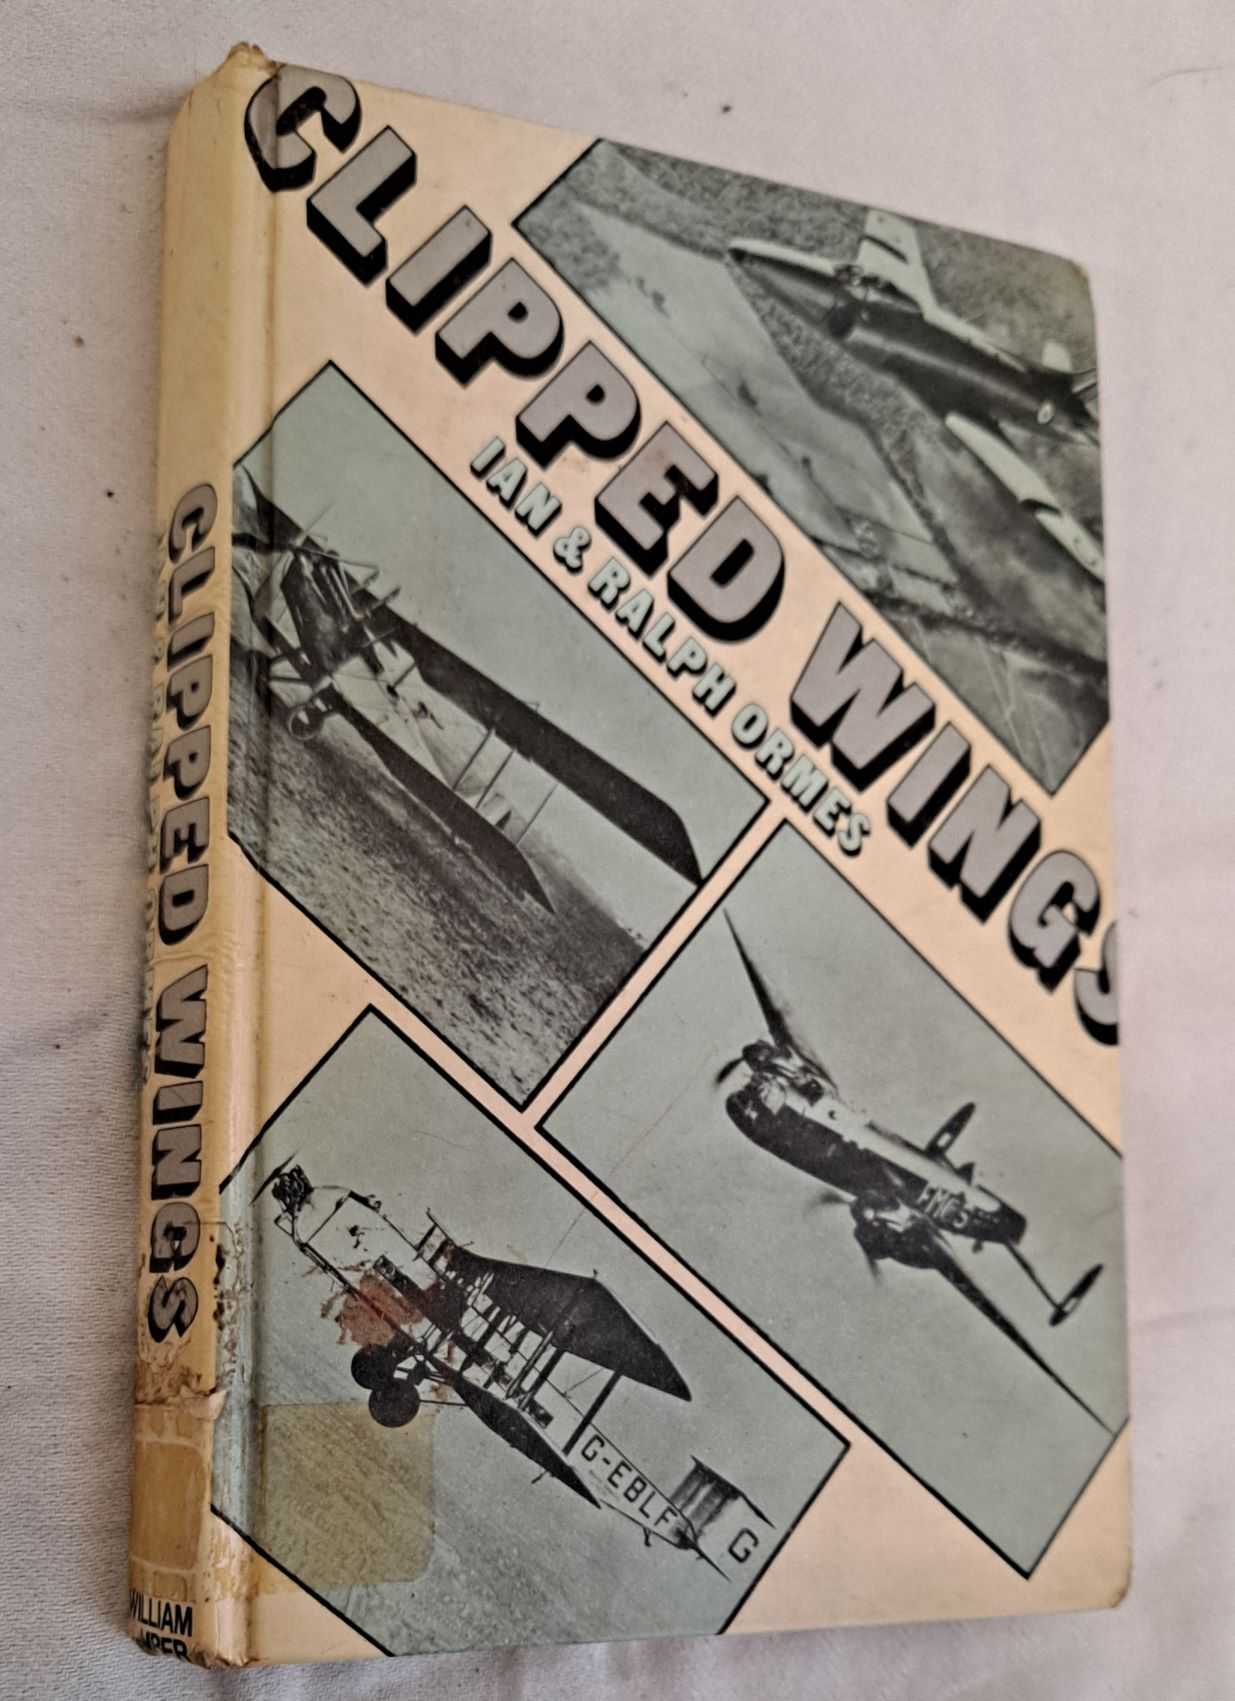 CLIPPED WINGS
IAN & RALPH ORMES
G-EBLF
G
CLIPPED WINGS
WILLIAM